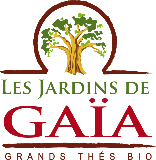 LES JARDINS DE
GAÏA
GRANDS THÉS BIO